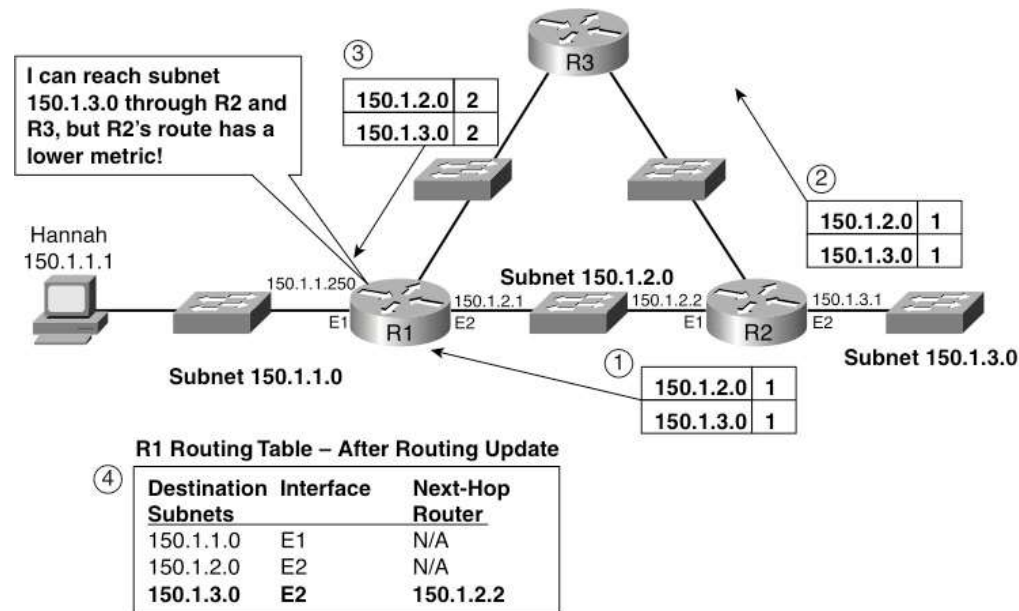 R3
③
I can reach subnet
150.1.3.0 through R2 and
R3, but R2's route has a
lower metric!
150.1.2.0 2
150.1.3.0 2
②
150.1.2.0 1
150.1.3.0 1
Hannah
150.1.1.1
Subnet 150.1.2.0
150.1.1.250
150.1.2.1
150.1.2.2
150.1.3.1
E1
R1
E2
E1
R2
E2
Subnet 150.1.1.0
Subnet 150.1.3.0
①
150.1.2.0 1
150.1.3.0 1
R1 Routing Table – After Routing Update
④
Destination Interface Next-Hop
Subnets Router
150.1.1.0 E1 N/A
150.1.2.0 E2 N/A
150.1.3.0 E2 150.1.2.2